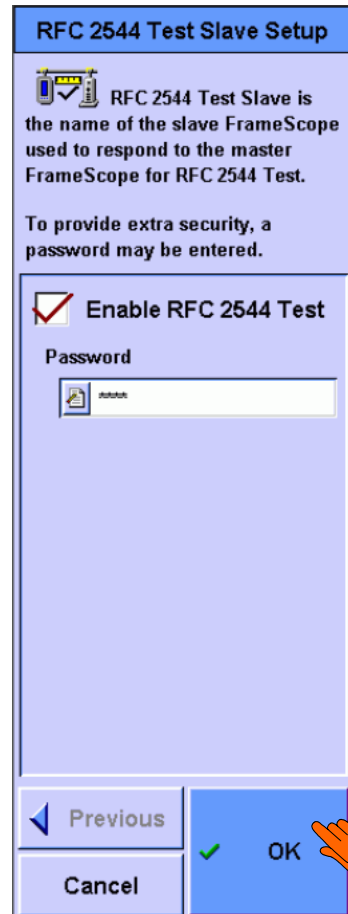 RFC 2544 Test Slave Setup
RFC 2544 Test Slave is
the name of the slave FrameScope
used to respond to the master
FrameScope for RFC 2544 Test.
To provide extra security, a
password may be entered.
Enable RFC 2544 Test
Password
****
Previous
OK
Cancel